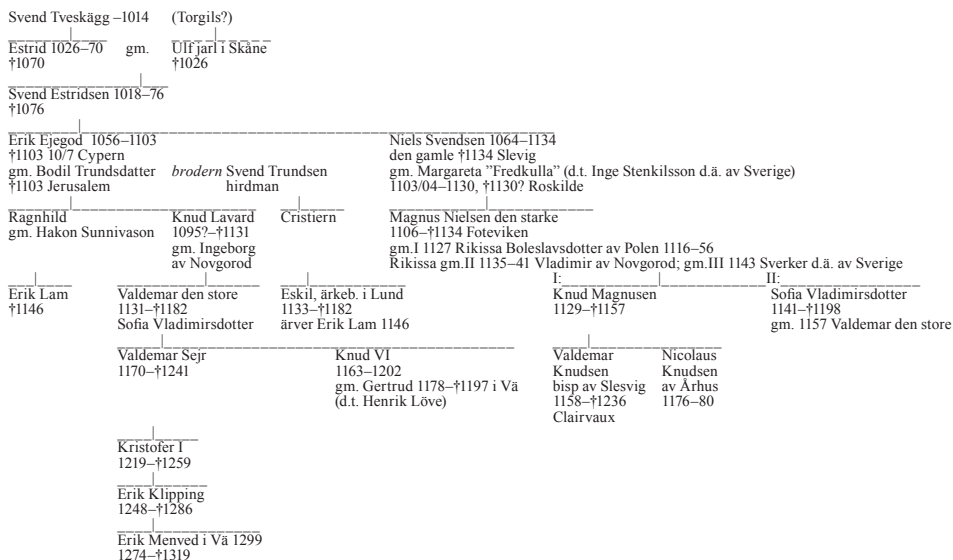 Svend Tveskägg –1014 (Torgils?)
Estrid 1026–70 gm. Ulf jarl i Skåne
†1070 †1026
Svend Estridsen 1018–76
†1076
Erik Ejegod 1056–1103 Niels Svendsen 1064–1134
†1103 10/7 Cypern den gamle †1134 Slevig
gm. Bodil Trundsdatter brodern Svend Trundsen gm. Margareta ”Fredkulla” (d.t. Inge Stenkilsson d.ä. av Sverige)
†1103 Jerusalem hirdman 1103/04–1130, †1130? Roskilde
Ragnhild Knud Lavard Cristiern Magnus Nielsen den starke
gm. Hakon Sunnivason 1095?–†1131 1106–†1134 Foteviken
gm. Ingeborg gm.I 1127 Rikissa Boleslavsdotter av Polen 1116–56
av Novgorod Rikissa gm.II 1135–41 Vladimir av Novgorod; gm.III 1143 Sverker d.ä. av Sverige
I: II:
Erik Lam Valdemar den store Eskil, ärkeb. i Lund Knud Magnusen Sofia Vladimirsdotter
†1146 1131–†1182 1133–†1182 1129–†1157 1141–†1198
Sofia Vladimirsdotter ärver Erik Lam 1146 gm. 1157 Valdemar den store
Valdemar Sejr Knud VI Valdemar Nicolaus
1170–†1241 1163–1202 Knudsen Knudsen
gm. Gertrud 1178–†1197 i Vä bisp av Slesvig av Århus
(d.t. Henrik Löve) 1158–†1236 1176–80
Clairvaux
Kristofer I
1219–†1259
Erik Klipping
1248–†1286
Erik Menved i Vä 1299
1274–†1319